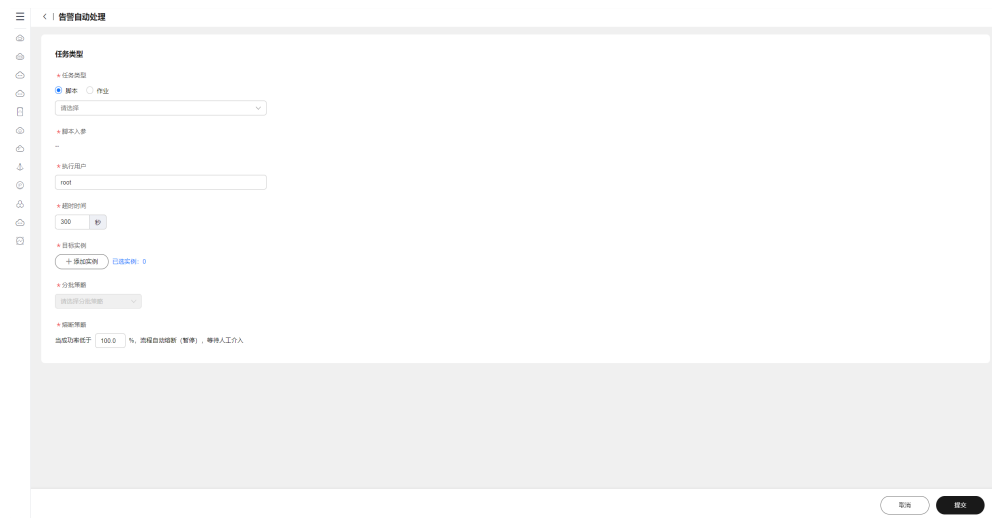 告警自动处理
任务类型
* 任务类型
脚本 作业
请选择
* 脚本入参
--
* 执行用户
root
* 超时时间
300 秒
* 目标实例
+ 添加实例 已选实例：0
* 分批策略
请选择分批策略
* 熔断策略
当成功率低于 100.0 %，流程自动熔断（暂停），等待人工介入
取消 提交